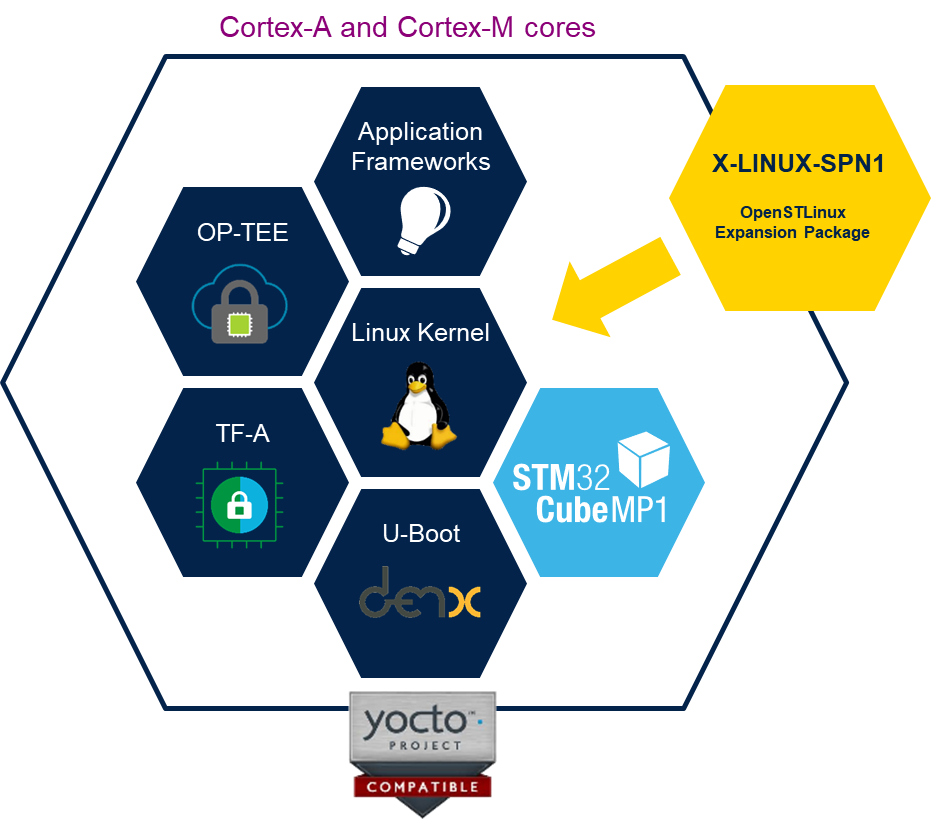 Cortex-A and Cortex-M cores
Application
Frameworks
X-LINUX-SPN1
OpenSTLinux
Expansion Package
OP-TEE
Linux Kernel
TF-A
STM32
CubeMP1
U-Boot
denx
yocto™
PROJECT
COMPATIBLE